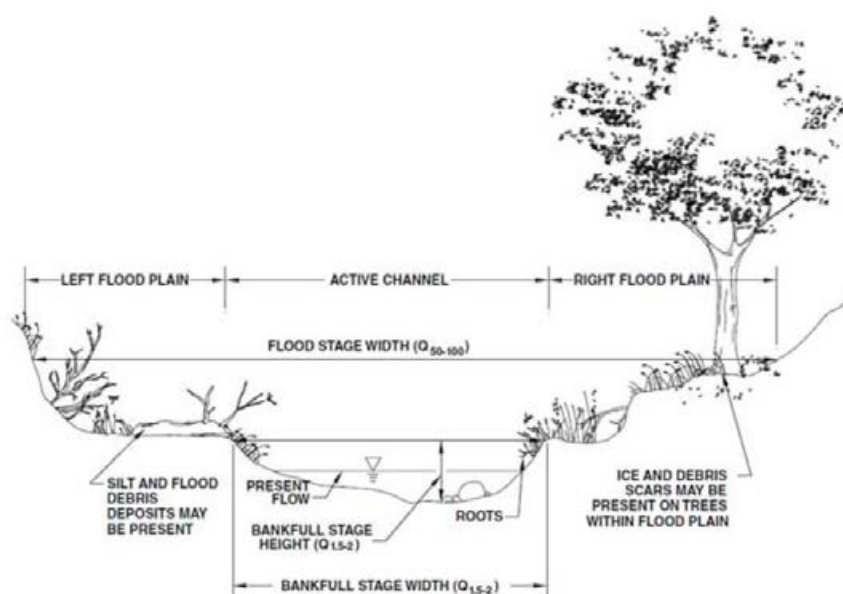 LEFT FLOOD PLAIN
ACTIVE CHANNEL
RIGHT FLOOD PLAIN
FLOOD STAGE WIDTH (Q50-100)
SILT AND FLOOD
DEBRIS
DEPOSITS MAY
BE PRESENT
PRESENT
FLOW
BANKFULL STAGE
HEIGHT (Q1.5-2)
ROOTS
ICE AND DEBRIS
SCARS MAY BE
PRESENT ON TREES
WITHIN FLOOD PLAIN
BANKFULL STAGE WIDTH (Q1.5-2)